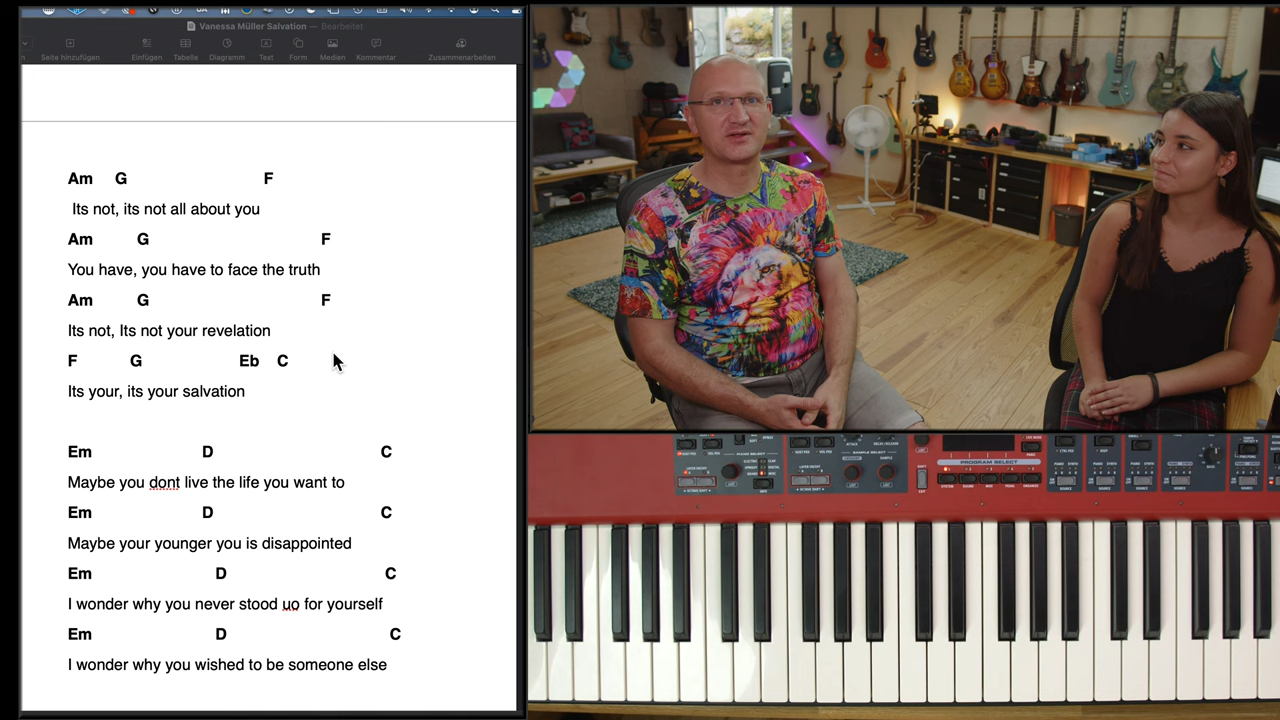 Vanessa Müller Salvation — Bearbeitet
Seite hinzufügen Einfügen Tabelle Diagramm Text Form Medien Kommentar Zusammenarbeiten
Am G F
Its not, its not all about you
Am G F
You have, you have to face the truth
Am G F
Its not, Its not your revelation
F G Eb C
Its your, its your salvation
Em D C
Maybe you dont live the life you want to
Em D C
Maybe your younger you is disappointed
Em D C
I wonder why you never stood uo for yourself
Em D C
I wonder why you wished to be someone else
PROGRAM SELECT